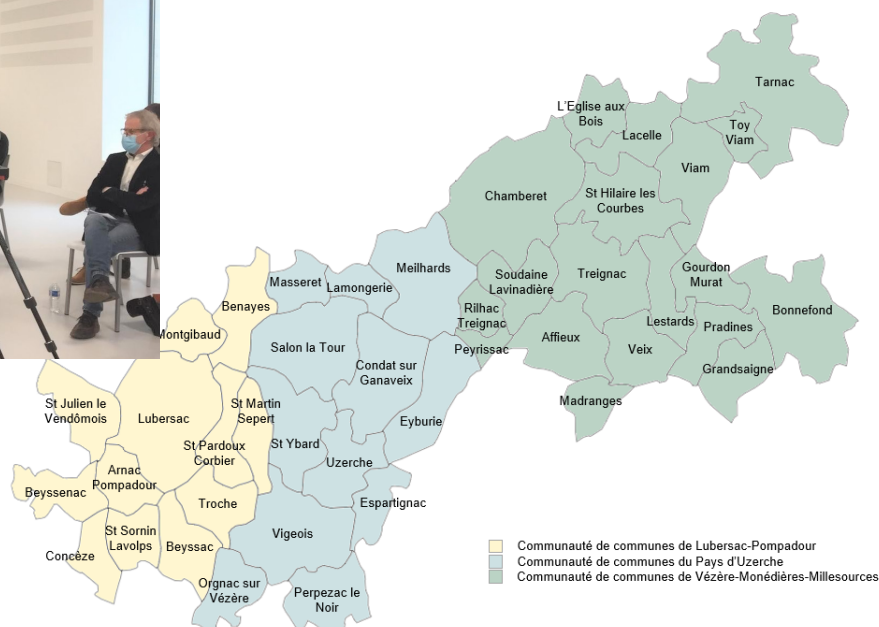 Tarnac
L'Eglise aux
Bois
Lacelle
Toy
Viam
Viam
Chamberet
St Hilaire les
Courbes
Meilhards
Soudaine
Lavinadière
Treignac
Gourdon
Murat
Masseret
Lamongerie
Benayes
Rilhac
Treignac
Bonnefond
Montgibaud
Lestards
Pradines
Affieux
Salon la Tour
Peyrissac
Veix
Condat sur
Ganaveix
Grandsaigne
Madranges
St Julien le
Vendômois
Lubersac
St Martin
Sepert
Eyburie
St Ybard
St Pardoux
Corbier
Uzerche
Arnac
Pompadour
Beyssenac
Troche
Espartignac
St Sornin
Lavolps
Vigeois
Beyssac
Concèze
Orgnac sur
Vézère
Perpezac le
Noir
Communauté de communes de Lubersac-Pompadour
Communauté de communes du Pays d'Uzerche
Communauté de communes de Vézère-Monédières-Millesources